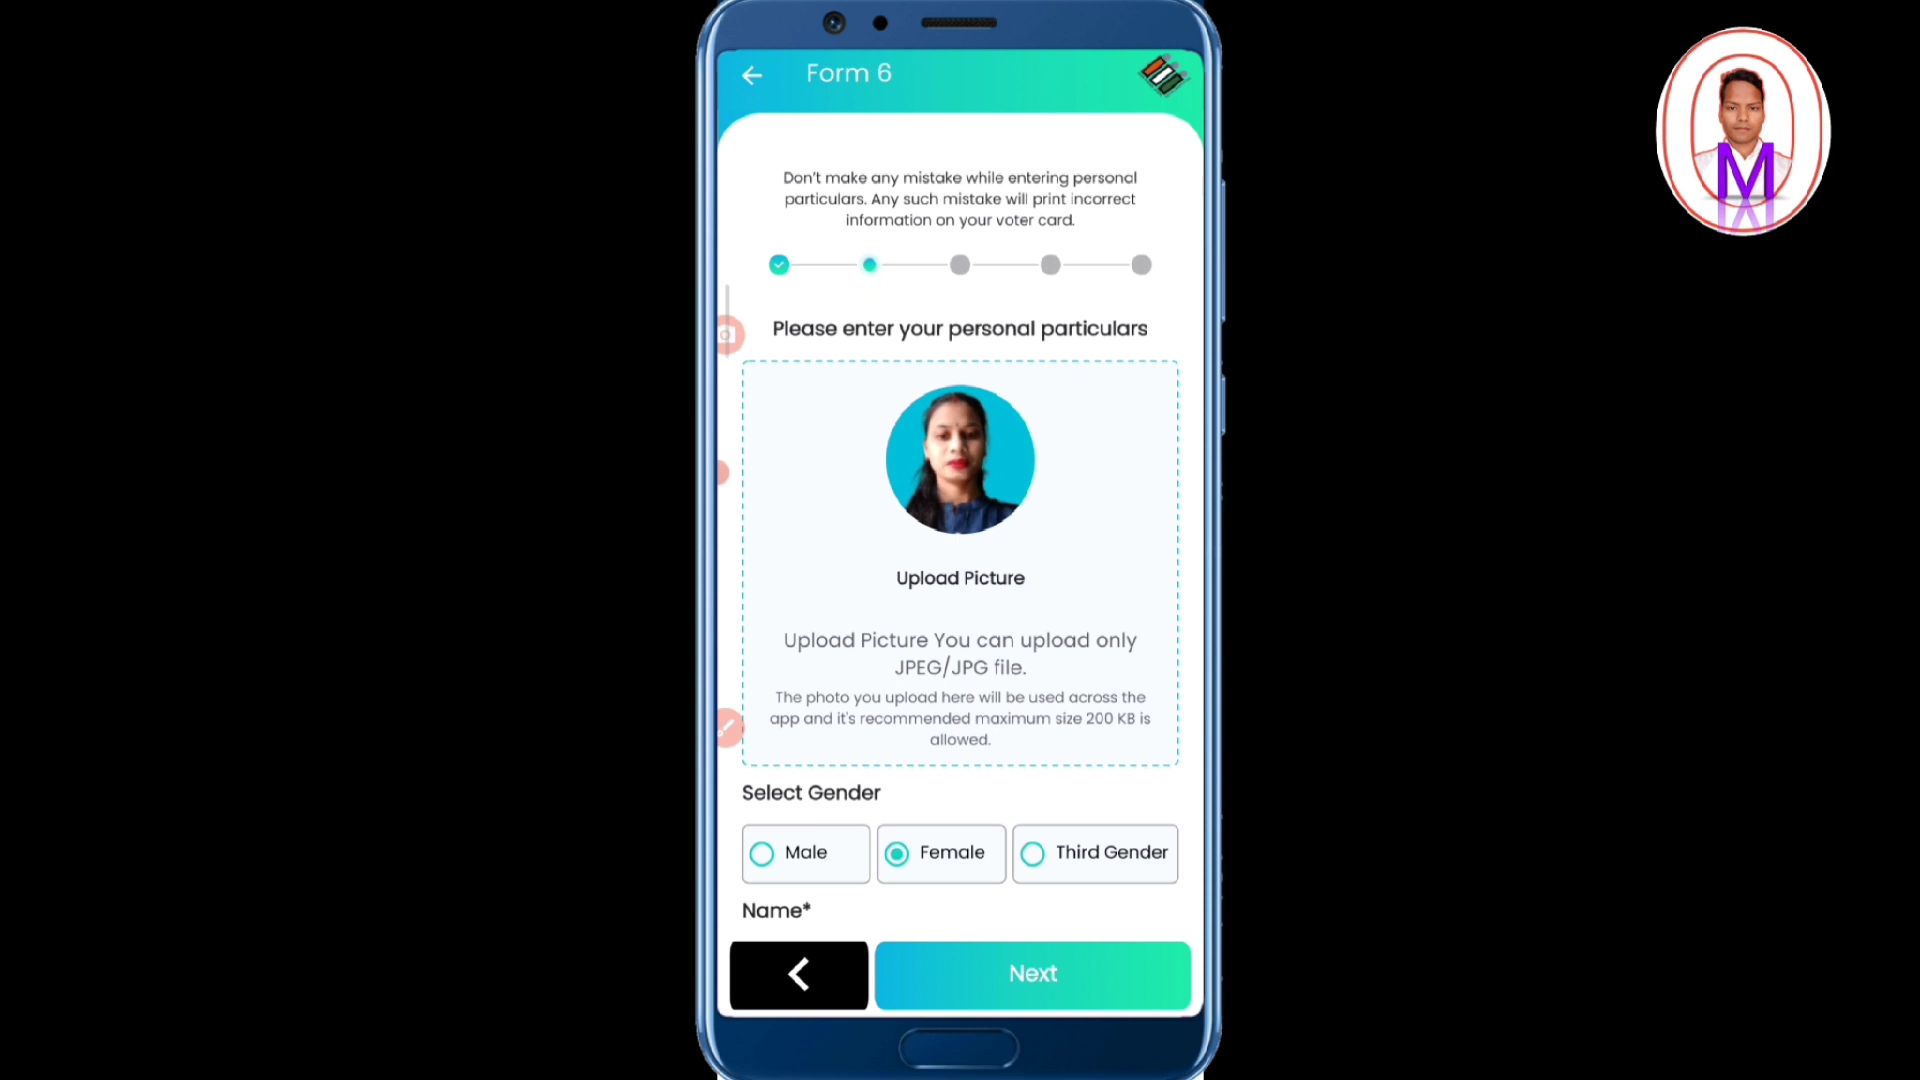 Form 6
Don't make any mistake while entering personal
particulars. Any such mistake will print incorrect
information on your voter card.
Please enter your personal particulars
Upload Picture
Upload Picture You can upload only
JPEG/JPG file.
The photo you upload here will be used across the
app and it's recommended maximum size 200 KB is
allowed.
Select Gender
Male
Female
Third Gender
Name*
Next
M